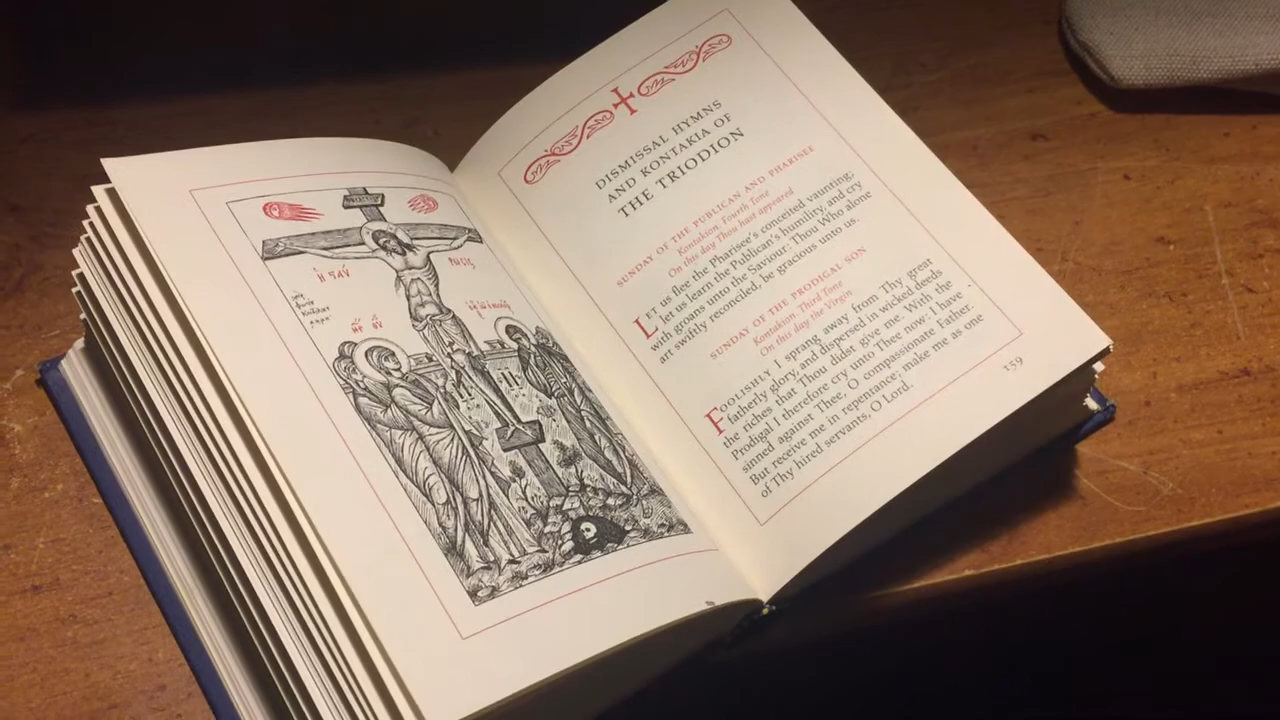 Η ΣΤΑΥ
ΡΩΣΙΣ
ΜΡ ΘΥ
DISMISSAL HYMNS
AND KONTAKIA OF
THE TRIODION
SUNDAY OF THE PUBLICAN AND PHARISEE
Kontakion. Fourth Tone
On this day Thou hast appeared
LET us flee the Pharisee's conceited vaunting;
let us learn the Publican's humility, and cry
with groans unto the Saviour: Thou Who alone
art swiftly reconciled, be gracious unto us.
SUNDAY OF THE PRODIGAL SON
Kontakion. Third Tone
On this day the Virgin
FOOLISHLY I sprang away from Thy great
fatherly glory, and dispersed in wicked deeds
the riches that Thou didst give me. With the
Prodigal I therefore cry unto Thee now: I have
sinned against Thee, O compassionate Father.
But receive me in repentance; make me as one
of Thy hired servants, O Lord.
159